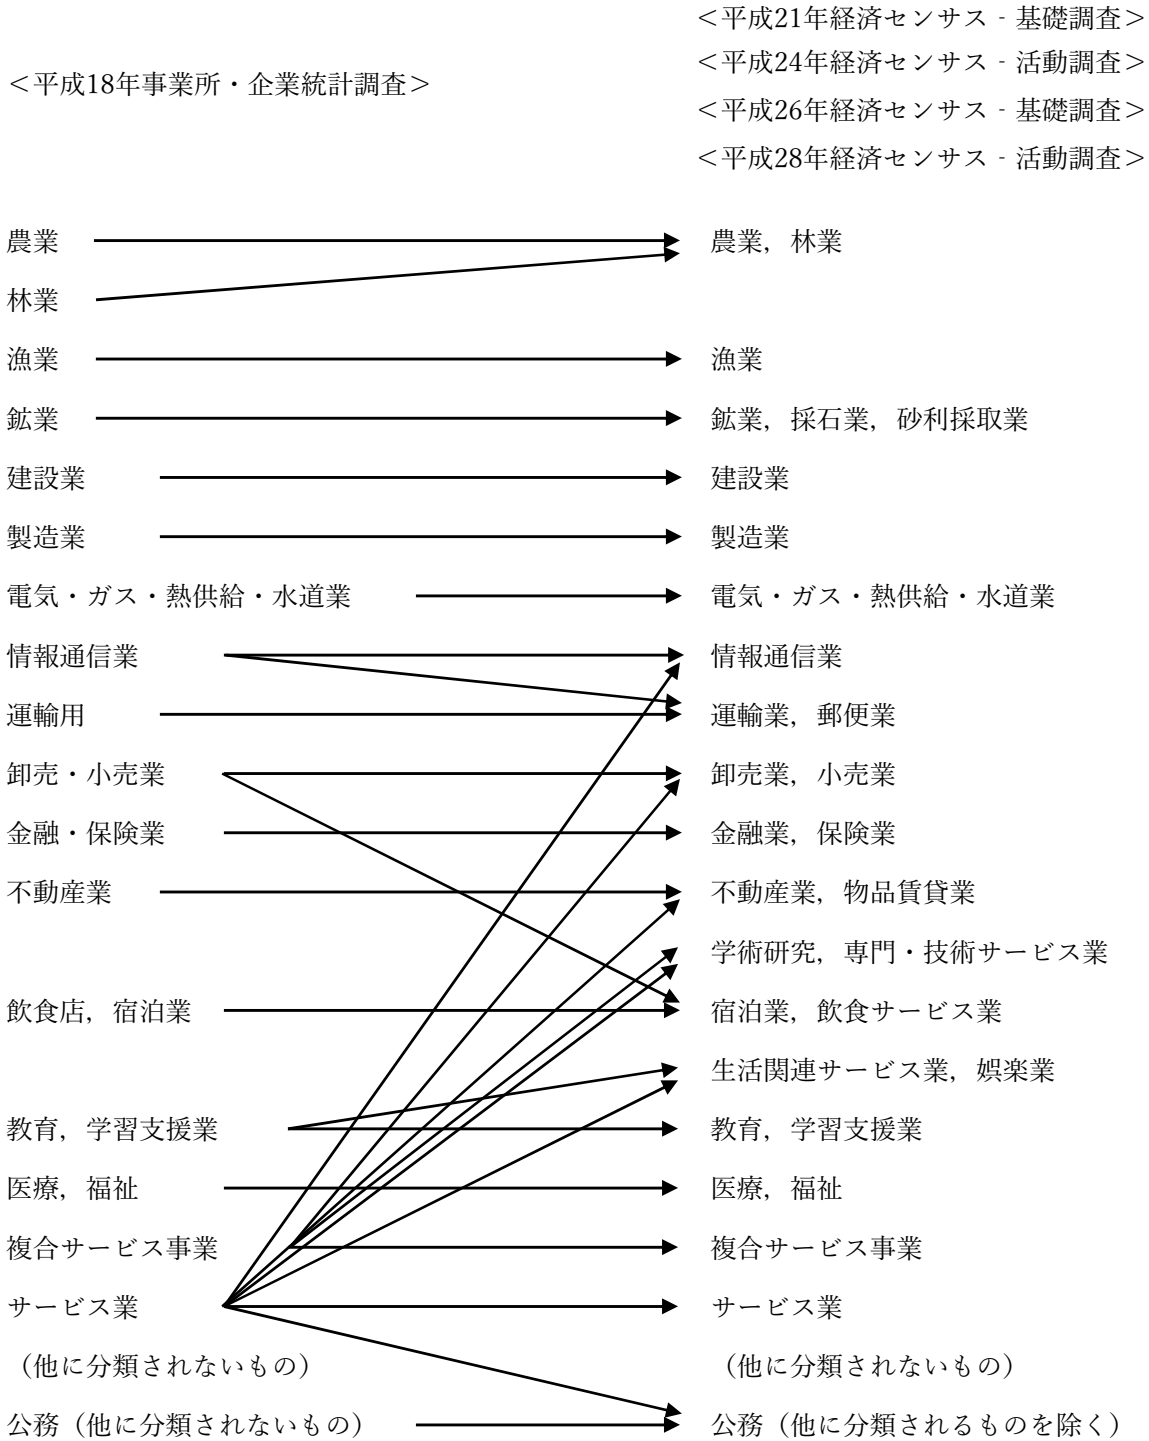 ＜平成21年経済センサス‐基礎調査＞
＜平成24年経済センサス‐活動調査＞
＜平成18年事業所・企業統計調査＞
＜平成26年経済センサス‐基礎調査＞
＜平成28年経済センサス‐活動調査＞
農業 農業，林業
林業
漁業 漁業
鉱業 鉱業，採石業，砂利採取業
建設業 建設業
製造業 製造業
電気・ガス・熱供給・水道業 電気・ガス・熱供給・水道業
情報通信業 情報通信業
運輸用 運輸業，郵便業
卸売・小売業 卸売業，小売業
金融・保険業 金融業，保険業
不動産業 不動産業，物品賃貸業
学術研究，専門・技術サービス業
飲食店，宿泊業 宿泊業，飲食サービス業
生活関連サービス業，娯楽業
教育，学習支援業 教育，学習支援業
医療，福祉 医療，福祉
複合サービス事業 複合サービス事業
サービス業 サービス業
（他に分類されないもの） （他に分類されないもの）
公務（他に分類されないもの） 公務（他に分類されるものを除く）